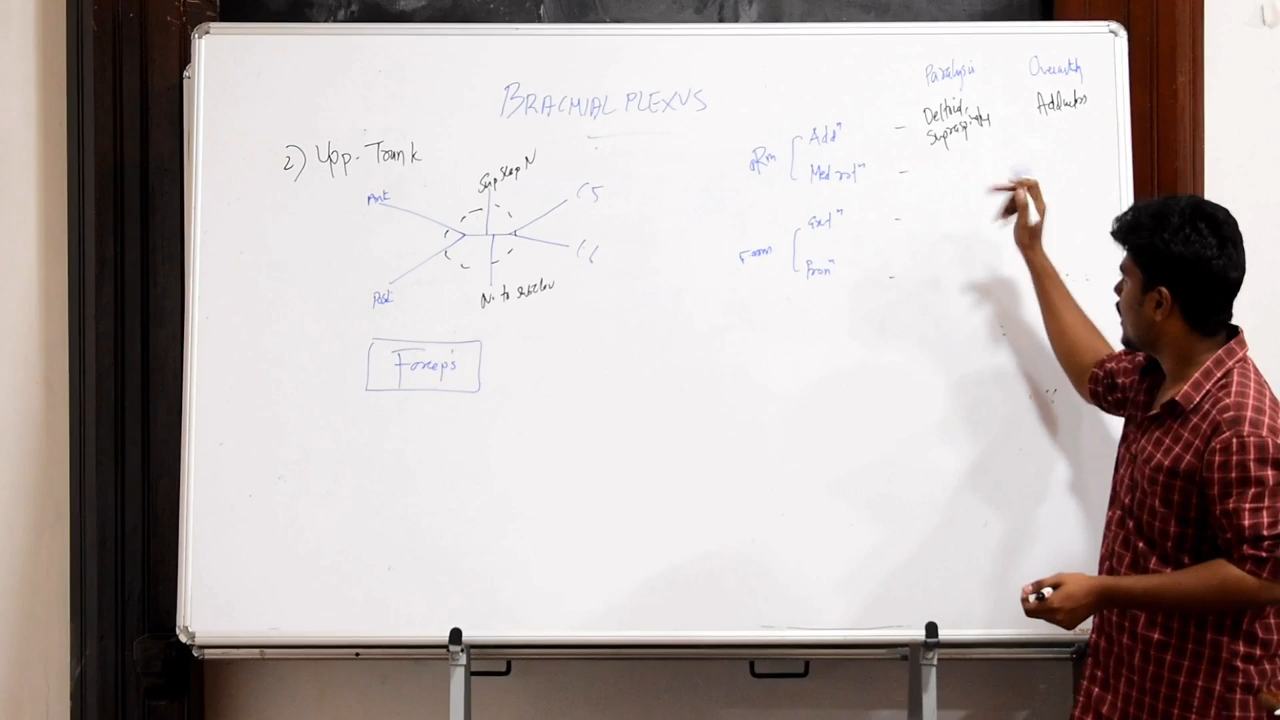 BRACHIAL PLEXUS
2) Upp. Trunk
Sup scap N
Ant
C5
C6
Post
N. to subclav
Forcep's
Paralysis
Overactivity
Add^n
Deltoid,
Supraspinatus
Adductors
Med rot^n
Ext^n
Pron^n